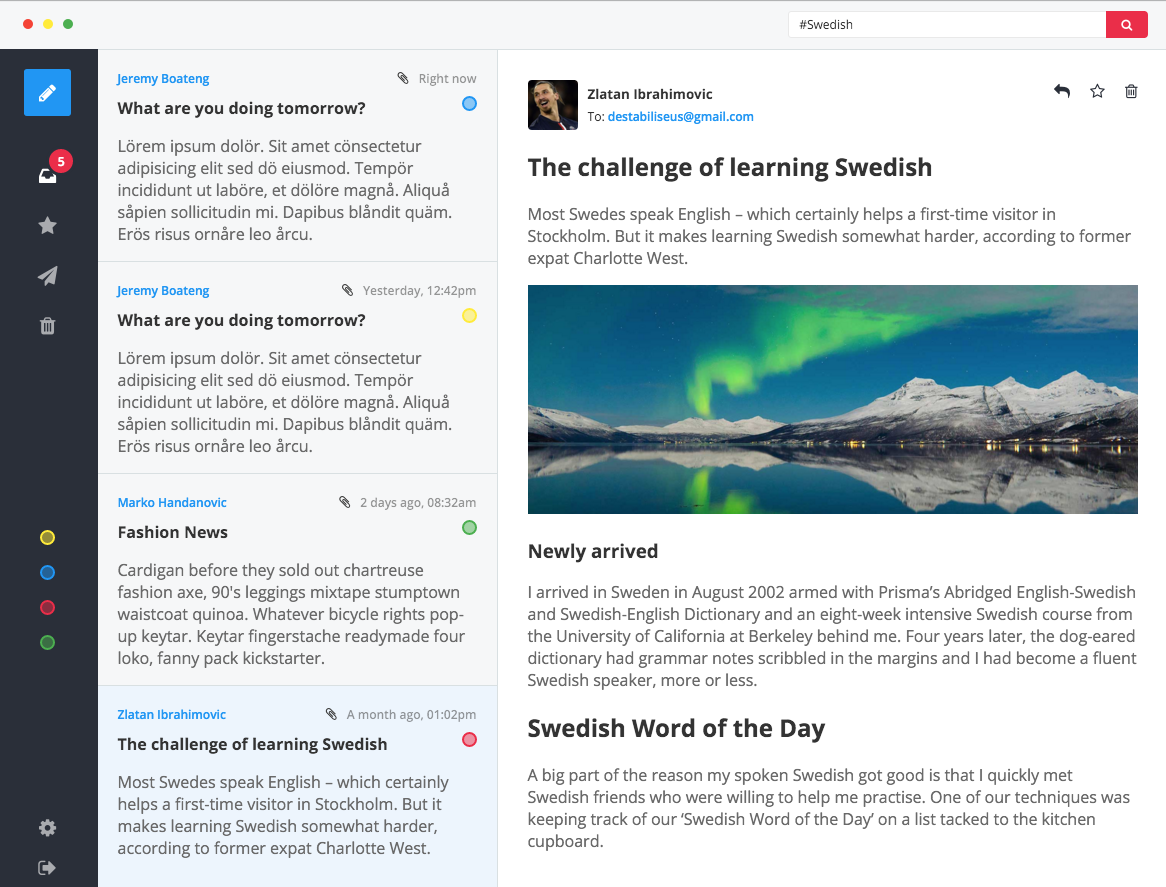 #Swedish
5
Jeremy Boateng
Right now
What are you doing tomorrow?
Lorem ipsum dolör. Sit amet cönsectetur
adipisicing elit sed dö eiusmod. Tempör
incididunt ut laböre, et dölöre magnå. Aliquå
såpien sollicitudin mi. Dapibus blåndit quäm.
Erös risus ornåre leo årcu.
Jeremy Boateng
Yesterday, 12:42pm
What are you doing tomorrow?
Lörem ipsum dolör. Sit amet cönsectetur
adipisicing elit sed dö eiusmod. Tempör
incididunt ut laböre, et dölöre magnå. Aliquå
såpien sollicitudin mi. Dapibus blåndit quäm.
Erös risus ornåre leo årcu.
Marko Handanovic
2 days ago, 08:32am
Fashion News
Cardigan before they sold out chartreuse
fashion axe, 90's leggings mixtape stumptown
waistcoat quinoa. Whatever bicycle rights pop-
up keytar. Keytar fingerstache readymade four
loko, fanny pack kickstarter.
Zlatan Ibrahimovic
A month ago, 01:02pm
The challenge of learning Swedish
Most Swedes speak English – which certainly
helps a first-time visitor in Stockholm. But it
makes learning Swedish somewhat harder,
according to former expat Charlotte West.
Zlatan Ibrahimovic
To: destabiliseus@gmail.com
The challenge of learning Swedish
Most Swedes speak English – which certainly helps a first-time visitor in
Stockholm. But it makes learning Swedish somewhat harder, according to former
expat Charlotte West.
Newly arrived
I arrived in Sweden in August 2002 armed with Prisma’s Abridged English-Swedish
and Swedish-English Dictionary and an eight-week intensive Swedish course from
the University of California at Berkeley behind me. Four years later, the dog-eared
dictionary had grammar notes scribbled in the margins and I had become a fluent
Swedish speaker, more or less.
Swedish Word of the Day
A big part of the reason my spoken Swedish got good is that I quickly met
Swedish friends who were willing to help me practise. One of our techniques was
keeping track of our ‘Swedish Word of the Day’ on a list tacked to the kitchen
cupboard.